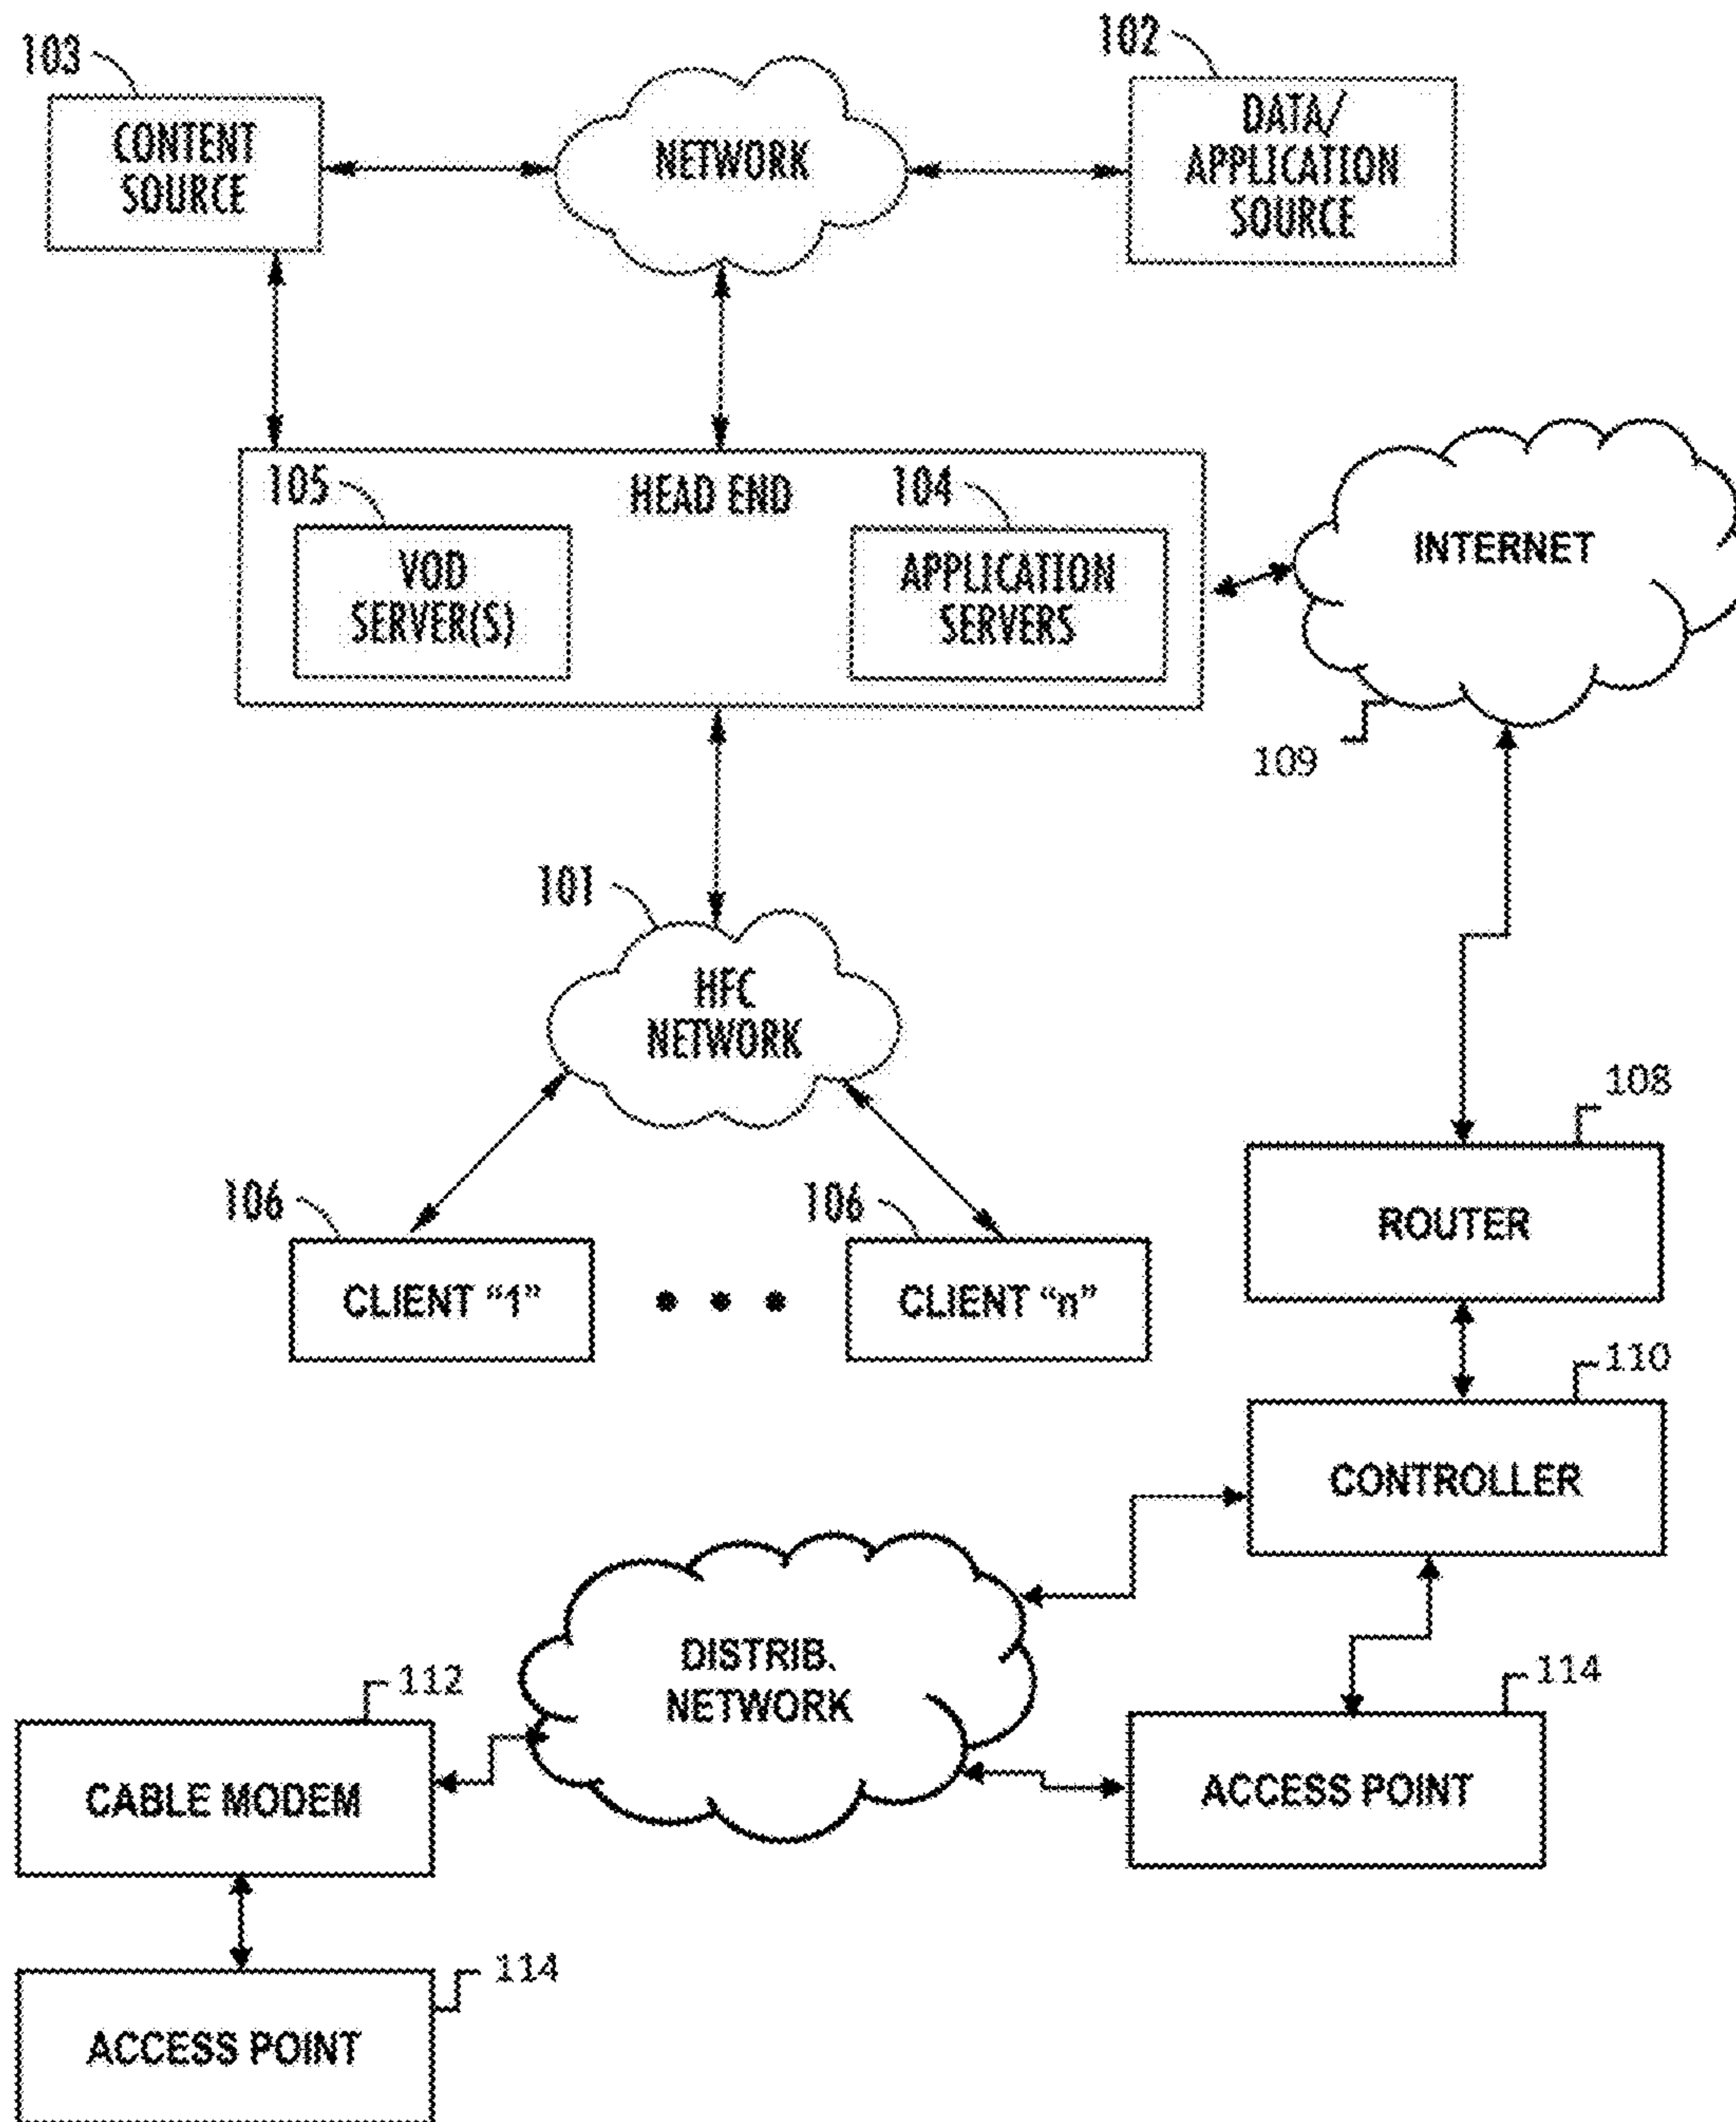 103
102
CONTENT
SOURCE
NETWORK
DATA/
APPLICATION
SOURCE
105
HEAD END
104
VOD
SERVER(S)
APPLICATION
SERVERS
INTERNET
109
101
HFC
NETWORK
108
ROUTER
106
106
CLIENT “1”
CLIENT “n”
110
CONTROLLER
DISTRIB.
NETWORK
112
114
CABLE MODEM
ACCESS POINT
114
ACCESS POINT